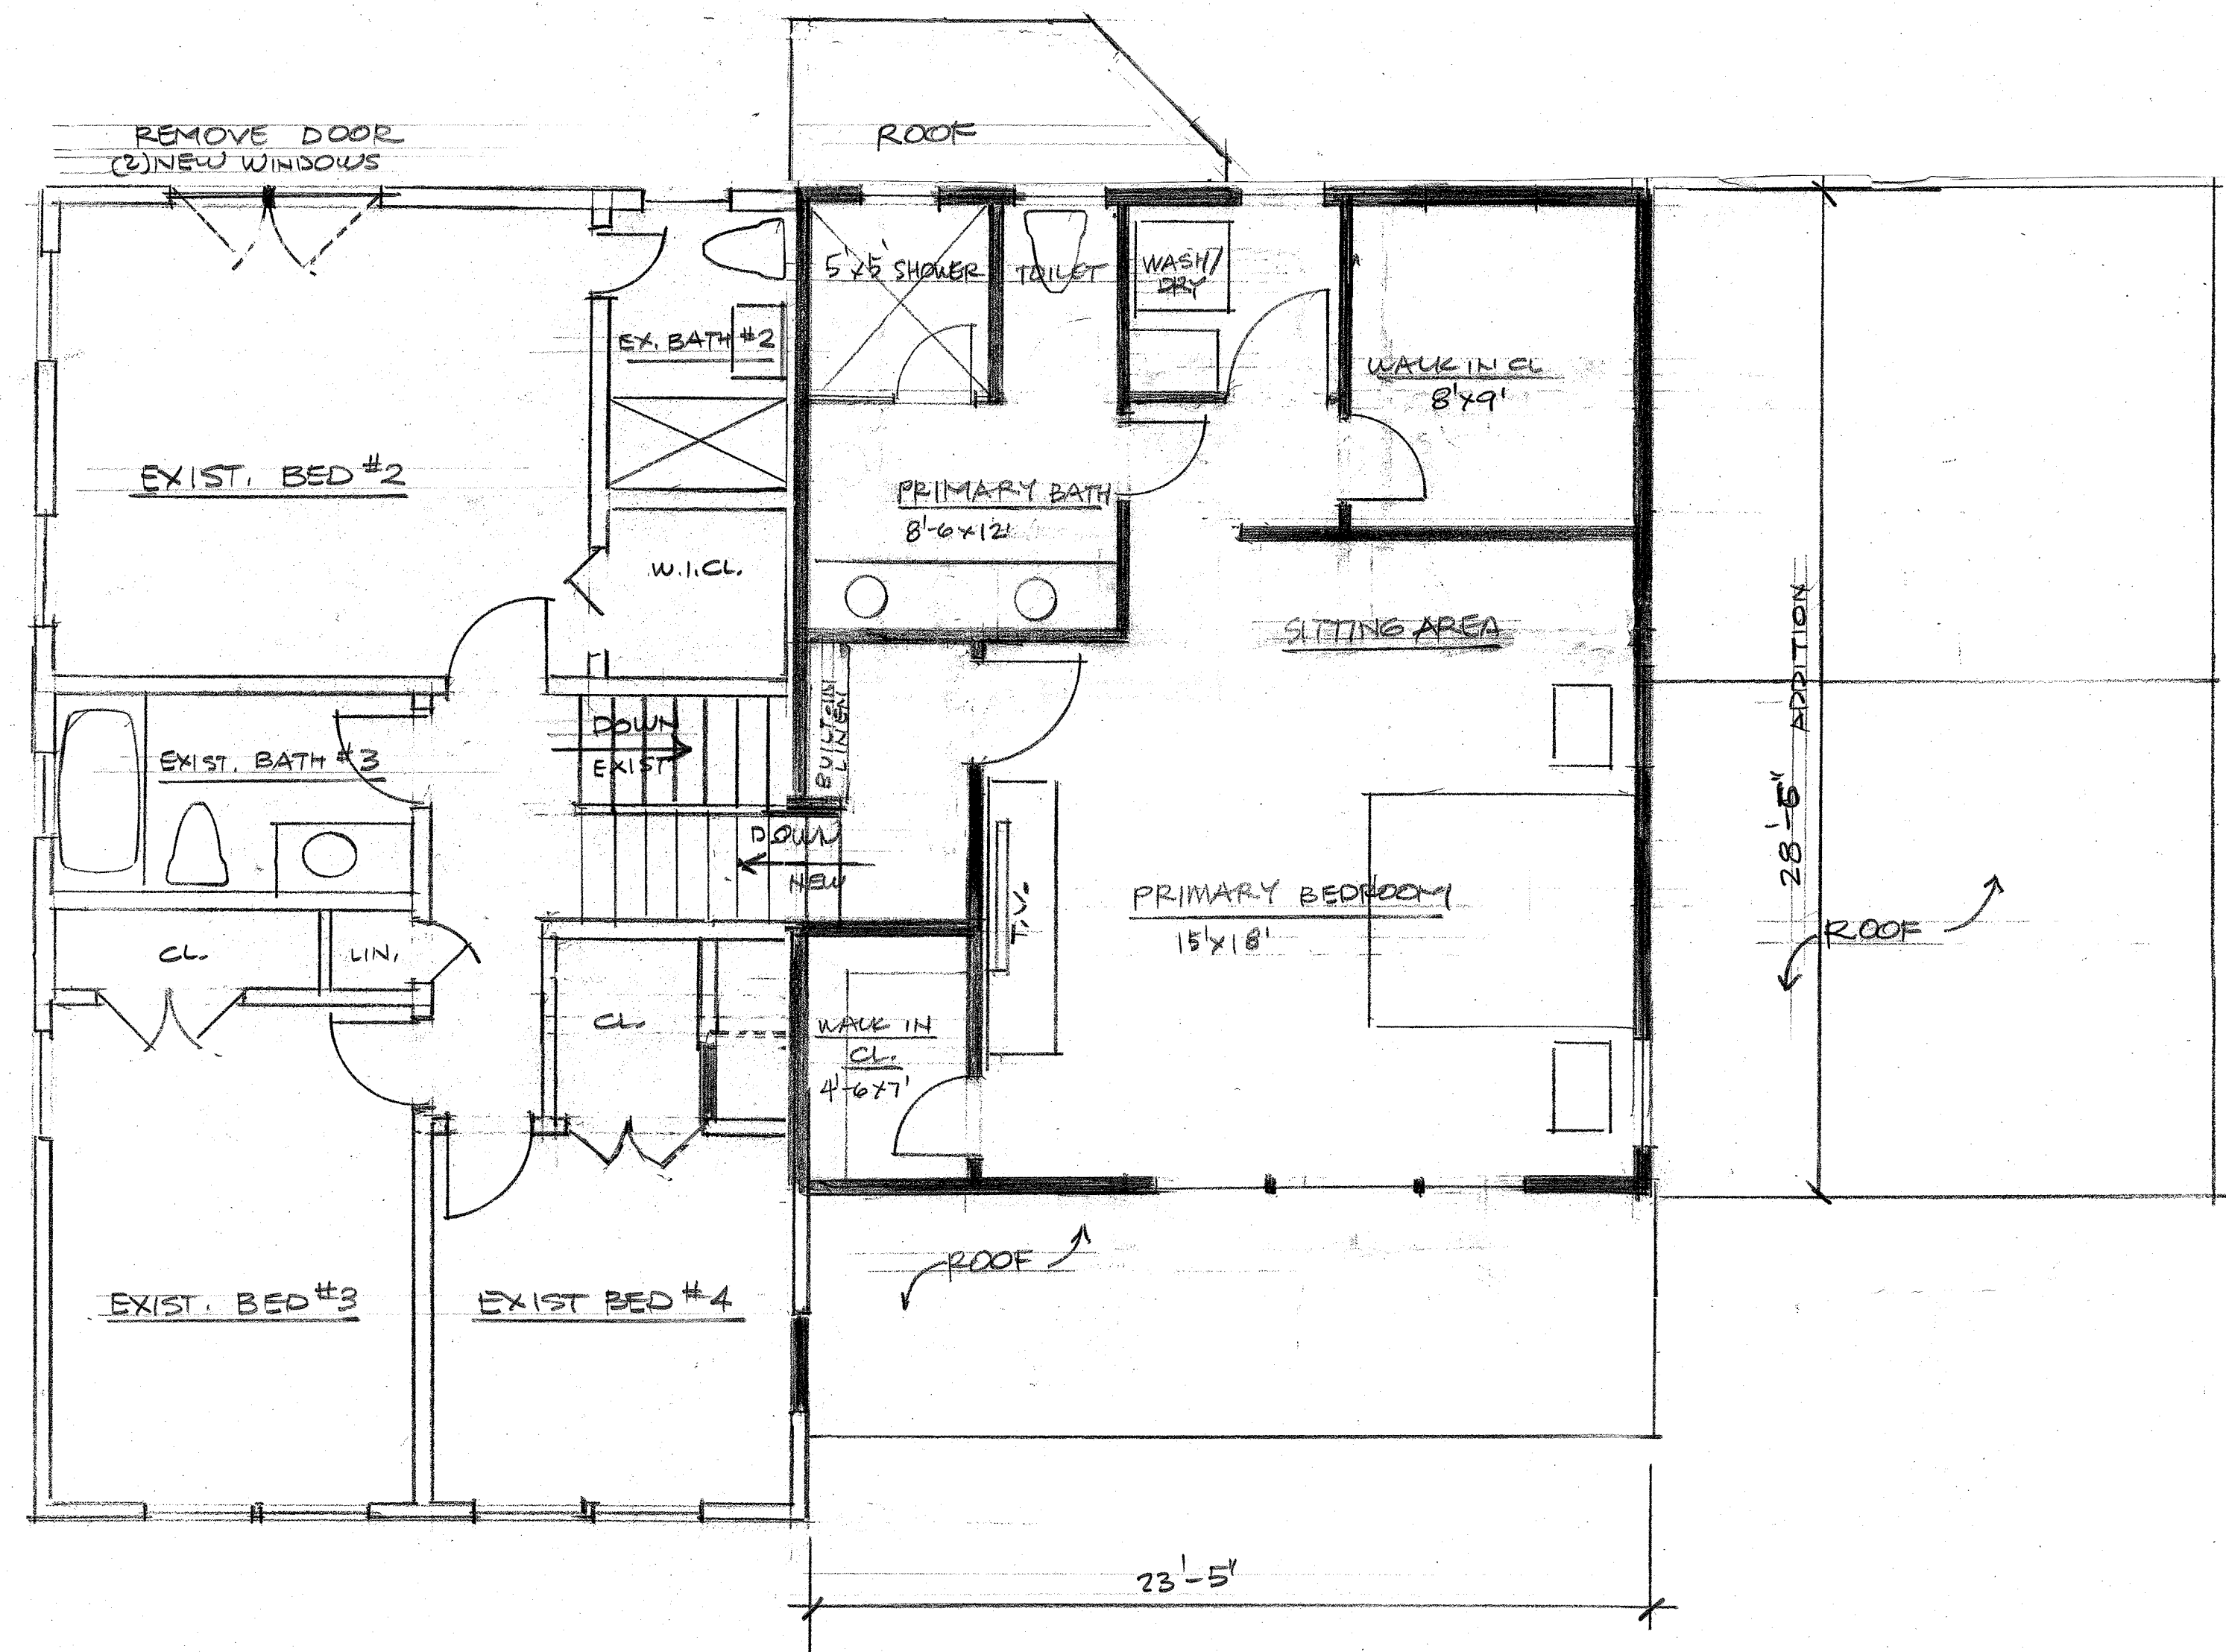 REMOVE DOOR
(2) NEW WINDOWS
ROOF
5'x5' SHOWER
TOILET
WASH/
DRY
EX. BATH #2
WALK IN CL
8'x9'
EXIST. BED #2
PRIMARY BATH
8'-6x12'
W.I.CL.
SITTING AREA
ADDITION
28'-5"
BUILT IN
LINEN
DOWN
EXIST
EXIST. BATH #3
DOWN
NEW
T.V.
PRIMARY BEDROOM
15'x18'
ROOF
CL.
LIN.
CL.
WALK IN
CL.
4'-6x7'
ROOF
EXIST. BED #3
EXIST BED #4
23'-5"